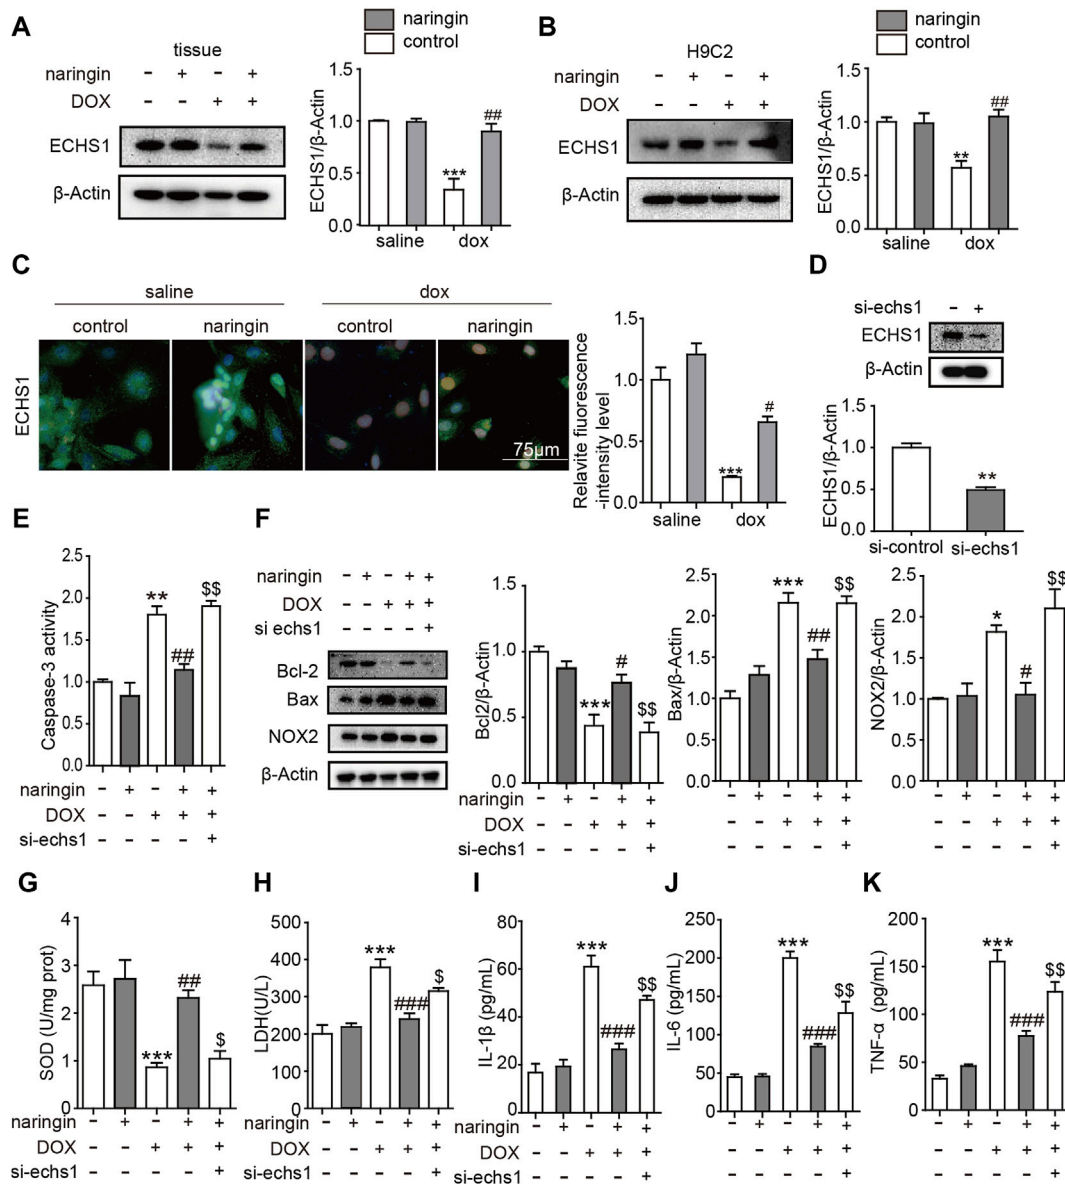 A
tissue
naringin - + - +
DOX - - + +
ECHS1
β-Actin
naringin
control
ECHS1/β-Actin
1.5
1.0
0.5
0.0
***
##
saline dox
B
H9C2
naringin - + - +
DOX - - + +
ECHS1
β-Actin
naringin
control
ECHS1/β-Actin
1.5
1.0
0.5
0.0
**
##
saline dox
C
saline dox
control naringin control naringin
ECHS1
75μm
Relavite fluorescence
-intensity level
1.5
1.0
0.5
0.0
***
#
saline dox
D
si-echs1 - +
ECHS1
β-Actin
ECHS1/β-Actin
1.5
1.0
0.5
0.0
**
si-control si-echs1
E
Caspase-3 activity
2.5
2.0
1.5
1.0
0.5
0.0
**
##
$$
naringin - + - + +
DOX - - + + +
si-echs1 - - - - +
F
naringin - + - + +
DOX - - + + +
si echs1 - - - - +
Bcl-2
Bax
NOX2
β-Actin
Bcl2/β-Actin
1.5
1.0
0.5
0.0
***
#
$$
naringin - + - + +
DOX - - + + +
si-echs1 - - - - +
Bax/β-Actin
2.5
2.0
1.5
1.0
0.5
0.0
***
##
$$
- + - + +
- - + + +
- - - - +
NOX2/β-Actin
2.5
2.0
1.5
1.0
0.5
0.0
*
#
$$
- + - + +
- - + + +
- - - - +
G
SOD (U/mg prot)
4
3
2
1
0
***
##
$
naringin - + - + +
DOX - - + + +
si-echs1 - - - - +
H
LDH(U/L)
500
400
300
200
100
0
***
###
$
- + - + +
- - + + +
- - - - +
I
IL-1β (pg/mL)
80
60
40
20
0
***
###
$$
naringin - + - + +
DOX - - + + +
si-echs1 - - - - +
J
IL-6 (pg/mL)
250
200
150
100
50
0
***
###
$$
- + - + +
- - + + +
- - - - +
K
TNF-α (pg/mL)
200
150
100
50
0
***
###
$$
- + - + +
- - + + +
- - - - +